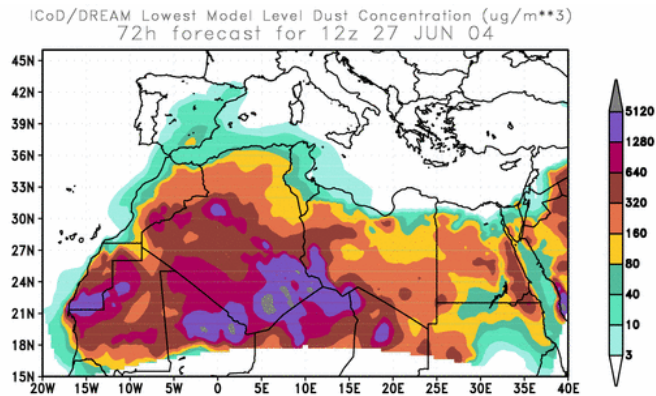 ICoD/DREAM Lowest Model Level Dust Concentration (ug/m**3)
72h forecast for 12z 27 JUN 04
45N
42N
39N
36N
33N
30N
27N
24N
21N
18N
15N
20W 15W 10W 5W 0 5E 10E 15E 20E 25E 30E 35E 40E
5120
1280
640
320
160
80
40
10
3